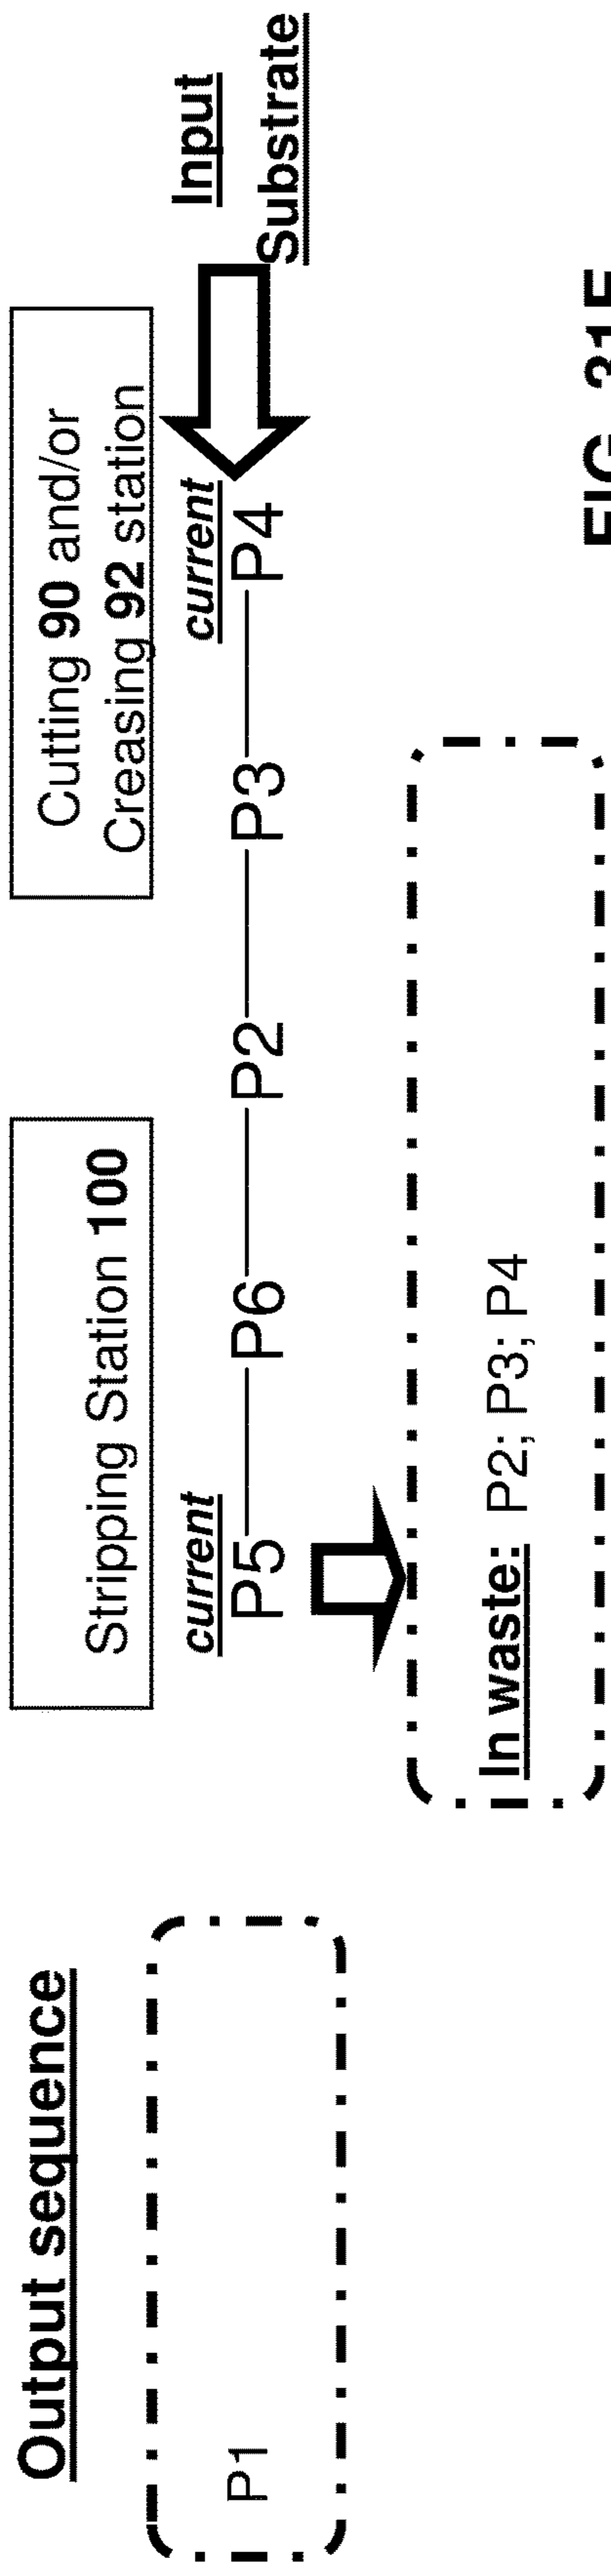 Output sequence
P1
Stripping Station 100
Cutting 90 and/or
Creasing 92 station
current
current
P5 P6 P2 P3 P4
Input
Substrate
In waste: P2; P3; P4